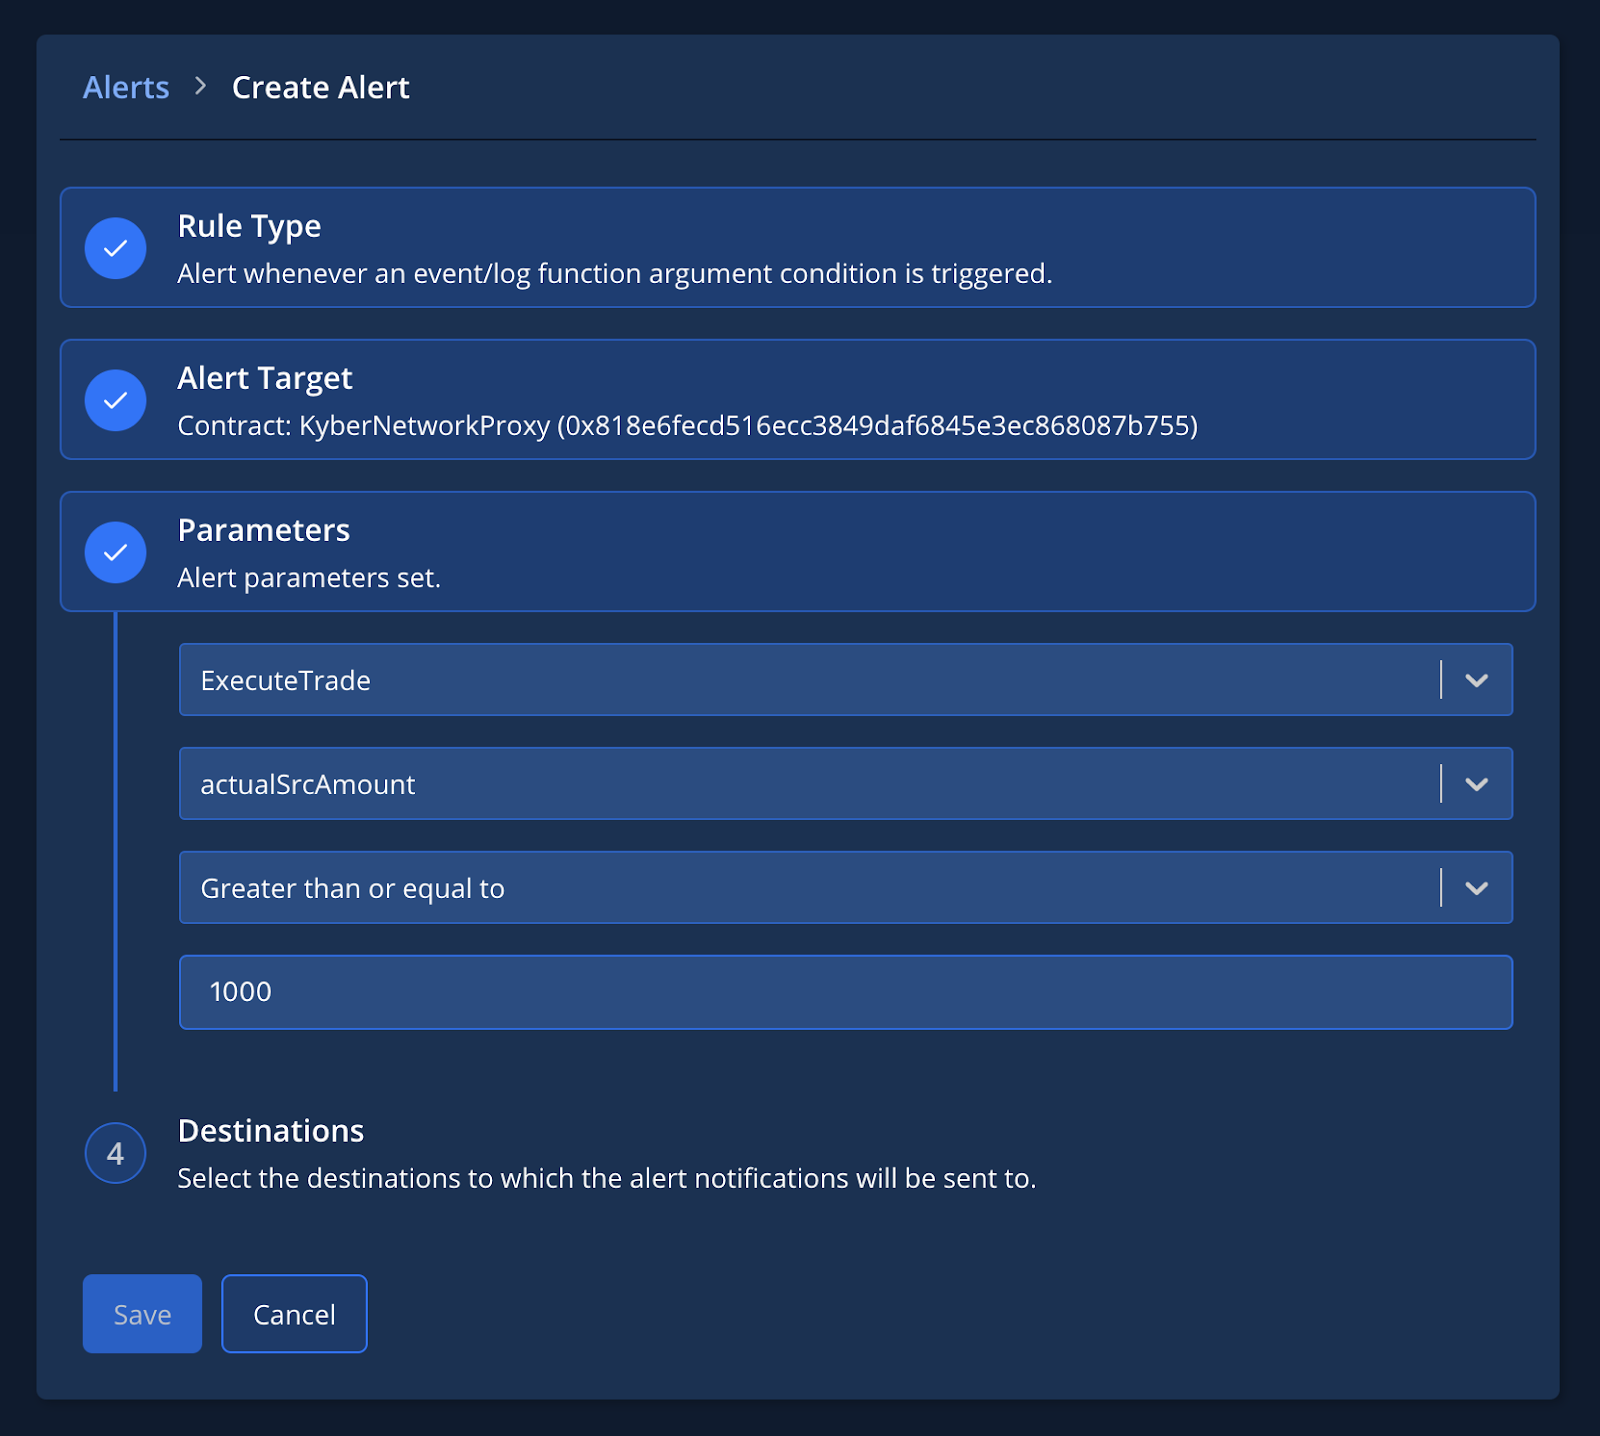 Alerts > Create Alert
Rule Type
Alert whenever an event/log function argument condition is triggered.
Alert Target
Contract: KyberNetworkProxy (0x818e6fecd516ecc3849daf6845e3ec868087b755)
Parameters
Alert parameters set.
ExecuteTrade
actualSrcAmount
Greater than or equal to
1000
4
Destinations
Select the destinations to which the alert notifications will be sent to.
Save Cancel